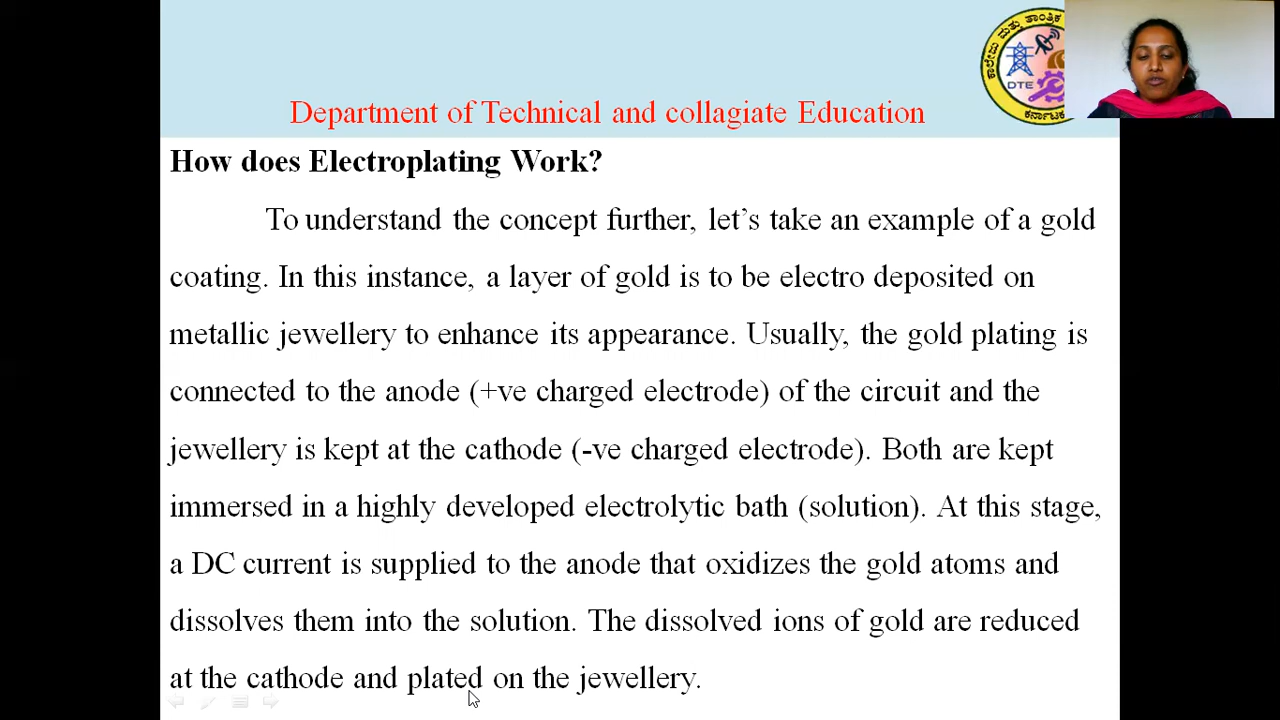 ಕಾಲೇಜು ಮತ್ತು ತಾಂತ್ರಿಕ
DTE
ಕರ್ನಾಟಕ
Department of Technical and collagiate Education
How does Electroplating Work?
To understand the concept further, let’s take an example of a gold
coating. In this instance, a layer of gold is to be electro deposited on
metallic jewellery to enhance its appearance. Usually, the gold plating is
connected to the anode (+ve charged electrode) of the circuit and the
jewellery is kept at the cathode (-ve charged electrode). Both are kept
immersed in a highly developed electrolytic bath (solution). At this stage,
a DC current is supplied to the anode that oxidizes the gold atoms and
dissolves them into the solution. The dissolved ions of gold are reduced
at the cathode and plated on the jewellery.